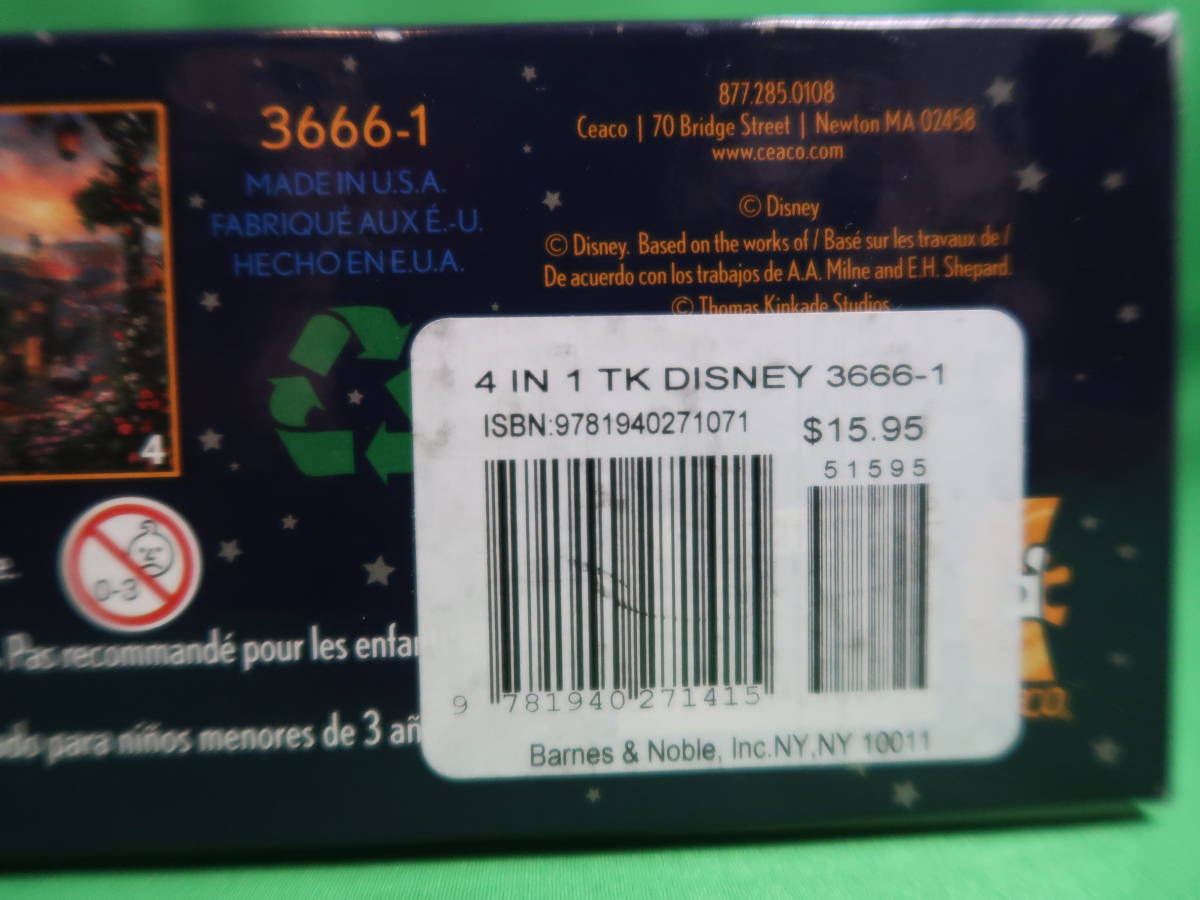 3666-1
MADE IN U.S.A.
FABRIQUÉ AUX É.-U.
HECHO EN E.U.A.
877.285.0108
Ceaco | 70 Bridge Street | Newton MA 02458
www.ceaco.com
© Disney
© Disney. Based on the works of / Basé sur les travaux de /
De acuerdo con los trabajos de A.A. Milne and E.H. Shepard.
© Thomas Kinkade Studios
4
0-3
Pas recommandé pour les
para niños menores de 3
4 IN 1 TK DISNEY 3666-1
ISBN:9781940271071
$15.95
51595
9 781940 271415
Barnes & Noble, Inc.NY,NY 10011